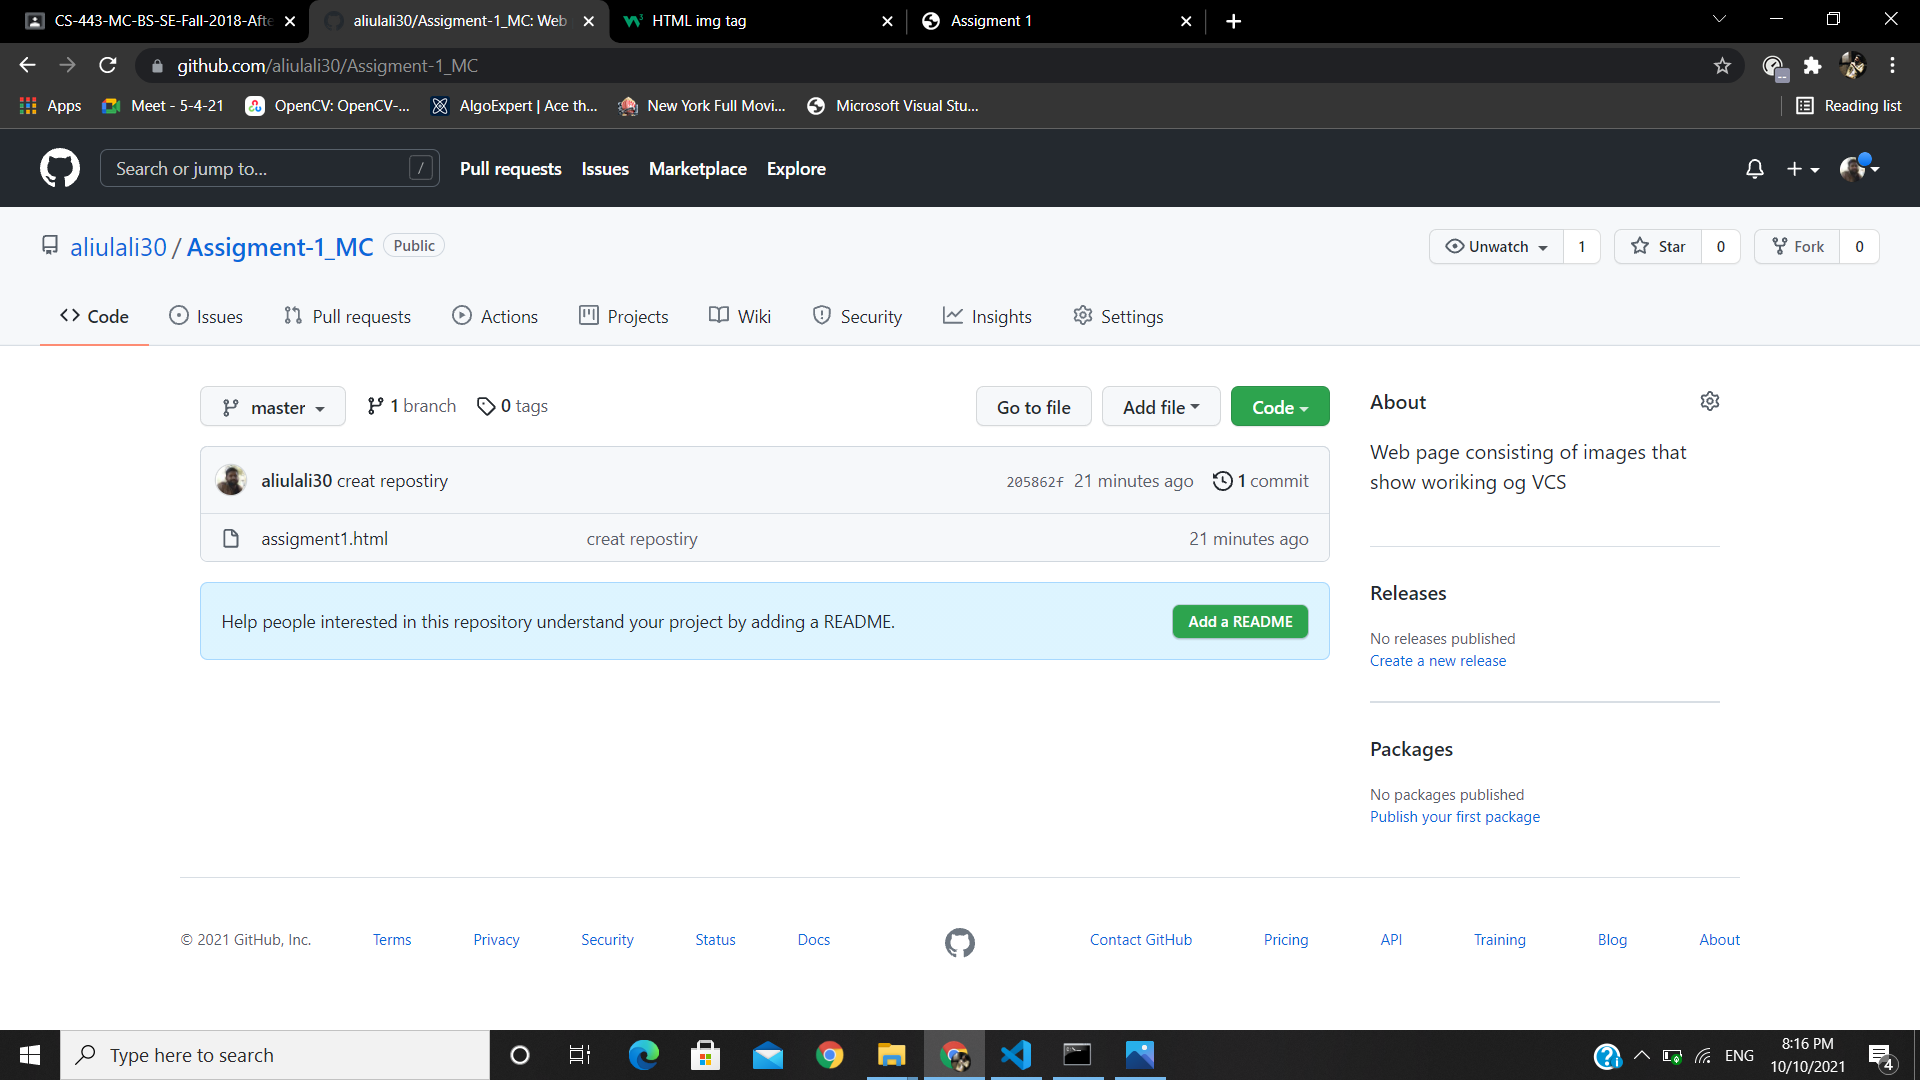 CS-443-MC-BS-SE-Fall-2018-Afte
aliulali30/Assigment-1_MC: Web
HTML img tag
Assigment 1
github.com/aliulali30/Assigment-1_MC
Apps
Meet - 5-4-21
OpenCV: OpenCV-...
AlgoExpert | Ace th...
New York Full Movi...
Microsoft Visual Stu...
Reading list
Search or jump to... /
Pull requests
Issues
Marketplace
Explore
aliulali30 / Assigment-1_MC Public
Unwatch 1
Star 0
Fork 0
Code
Issues
Pull requests
Actions
Projects
Wiki
Security
Insights
Settings
master
1 branch
0 tags
Go to file
Add file
Code
aliulali30 creat repostiry
205862f 21 minutes ago
1 commit
assigment1.html
creat repostiry
21 minutes ago
Help people interested in this repository understand your project by adding a README.
Add a README
About
Web page consisting of images that
show woriking og VCS
Releases
No releases published
Create a new release
Packages
No packages published
Publish your first package
© 2021 GitHub, Inc.
Terms
Privacy
Security
Status
Docs
Contact GitHub
Pricing
API
Training
Blog
About
Type here to search
ENG
8:16 PM
10/10/2021
4